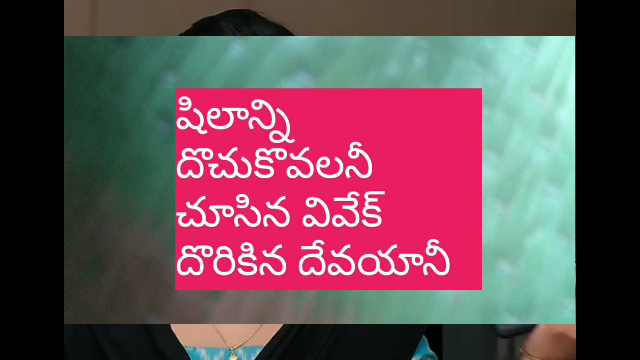 షిలాన్ని
దొచుకొవలనీ
చూసిన వివేక్
దొరికిన దేవయానీ